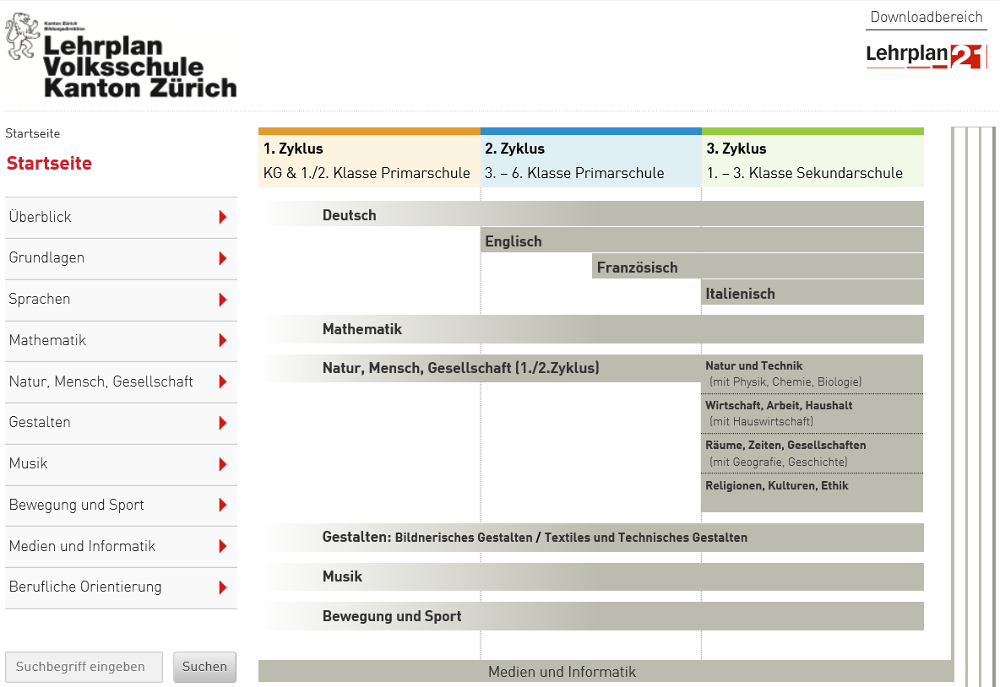 Kanton Zürich
Bildungsdirektion
Lehrplan
Volksschule
Kanton Zürich
Downloadbereich
Lehrplan 21
Startseite
Startseite
Überblick
Grundlagen
Sprachen
Mathematik
Natur, Mensch, Gesellschaft
Gestalten
Musik
Bewegung und Sport
Medien und Informatik
Berufliche Orientierung
Suchbegriff eingeben
Suchen
1. Zyklus
KG & 1./2. Klasse Primarschule
2. Zyklus
3. – 6. Klasse Primarschule
3. Zyklus
1. – 3. Klasse Sekundarschule
Deutsch
Englisch
Französisch
Italienisch
Mathematik
Natur, Mensch, Gesellschaft (1./2.Zyklus)
Natur und Technik
(mit Physik, Chemie, Biologie)
Wirtschaft, Arbeit, Haushalt
(mit Hauswirtschaft)
Räume, Zeiten, Gesellschaften
(mit Geografie, Geschichte)
Religionen, Kulturen, Ethik
Gestalten: Bildnerisches Gestalten / Textiles und Technisches Gestalten
Musik
Bewegung und Sport
Medien und Informatik